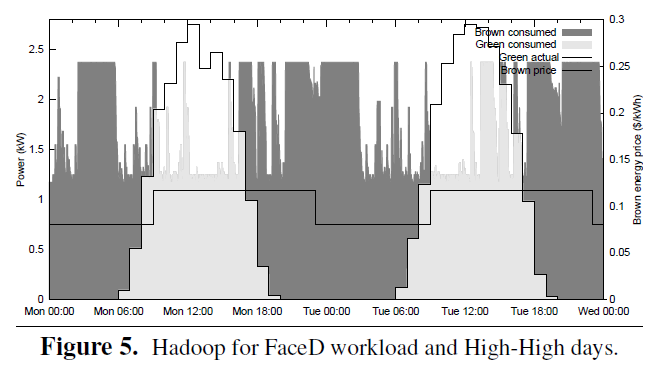 Brown consumed
Green consumed
Green actual
Brown price
Power (kW)
2.5
2
1.5
1
0.5
0
Brown energy price ($/kWh)
0.3
0.25
0.2
0.15
0.1
0.05
0
Mon 00:00 Mon 06:00 Mon 12:00 Mon 18:00 Tue 00:00 Tue 06:00 Tue 12:00 Tue 18:00 Wed 00:00
Figure 5. Hadoop for FaceD workload and High-High days.